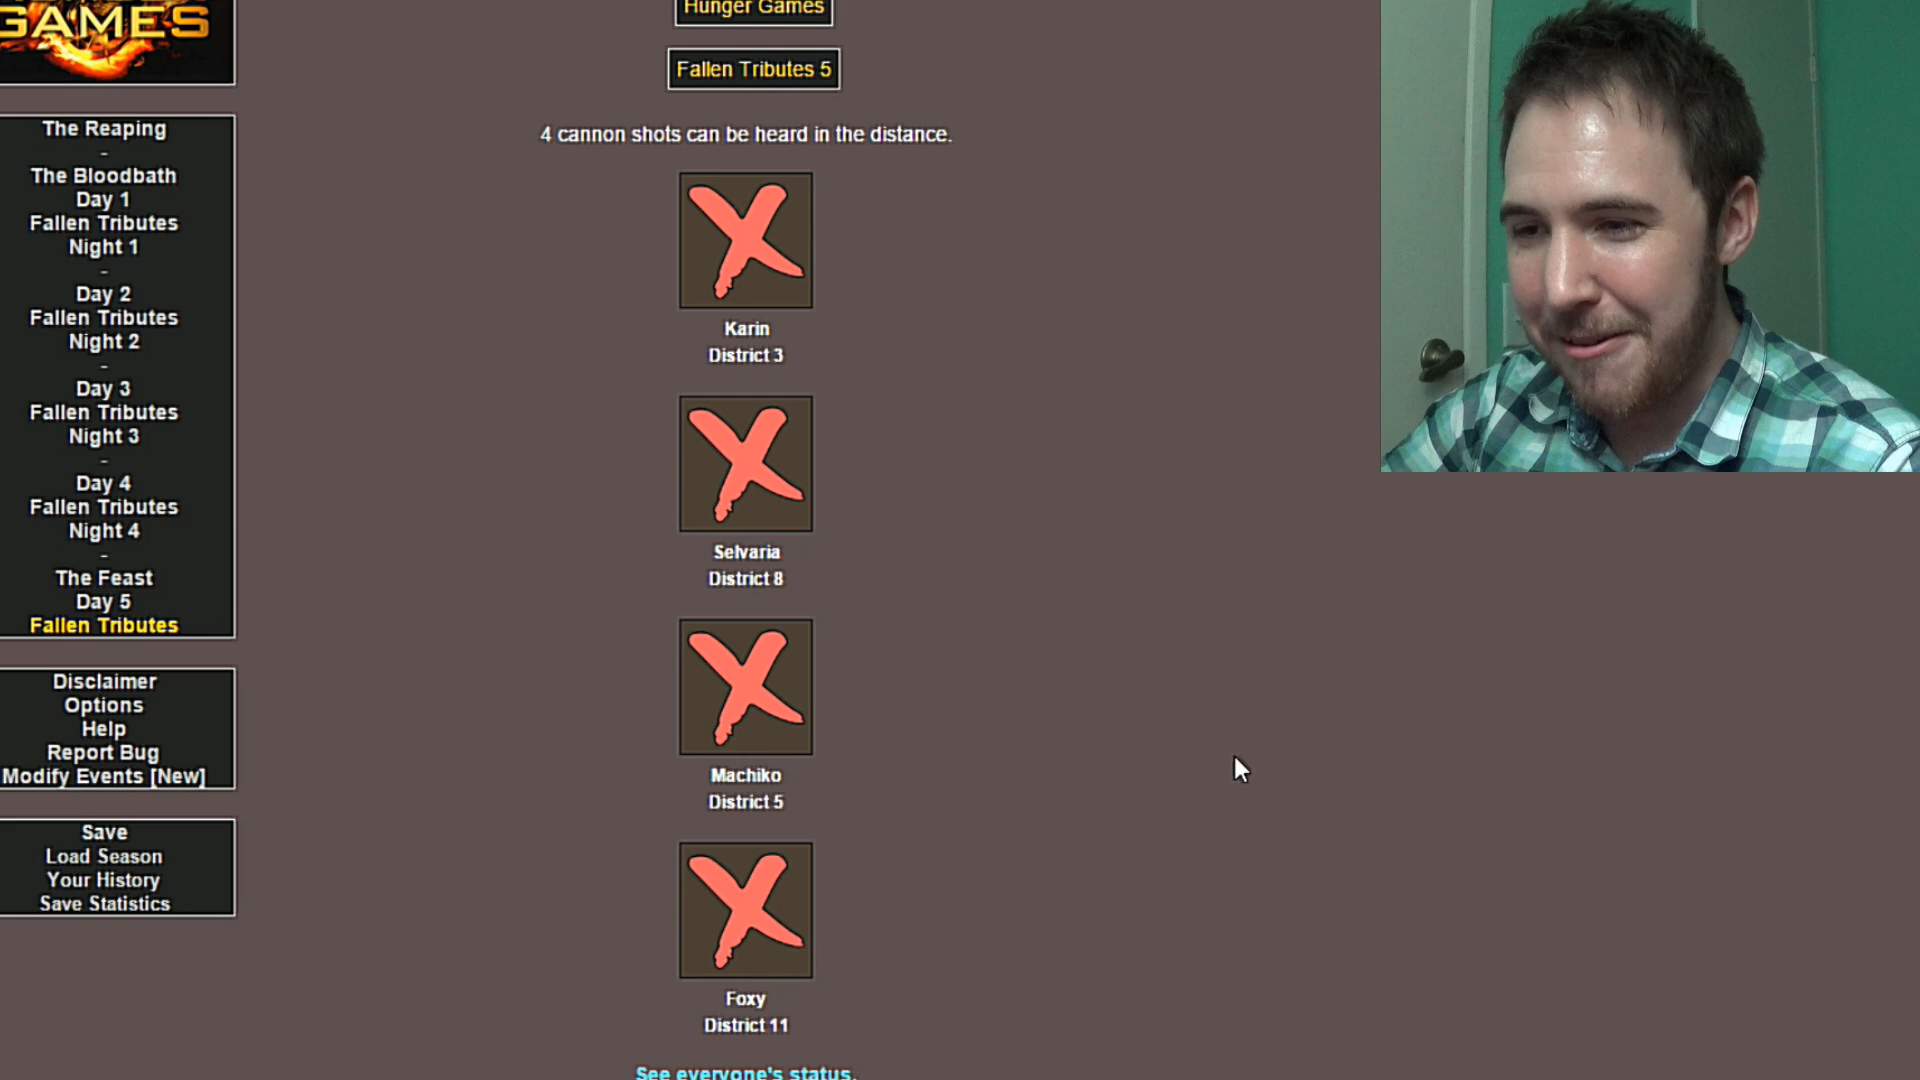 GAMES
The Reaping
-
The Bloodbath
Day 1
Fallen Tributes
Night 1
-
Day 2
Fallen Tributes
Night 2
-
Day 3
Fallen Tributes
Night 3
-
Day 4
Fallen Tributes
Night 4
-
The Feast
Day 5
Fallen Tributes
Disclaimer
Options
Help
Report Bug
Modify Events [New]
Save
Load Season
Your History
Save Statistics
Hunger Games
Fallen Tributes 5
4 cannon shots can be heard in the distance.
Karin
District 3
Selvaria
District 8
Machiko
District 5
Foxy
District 11
See everyone's status.